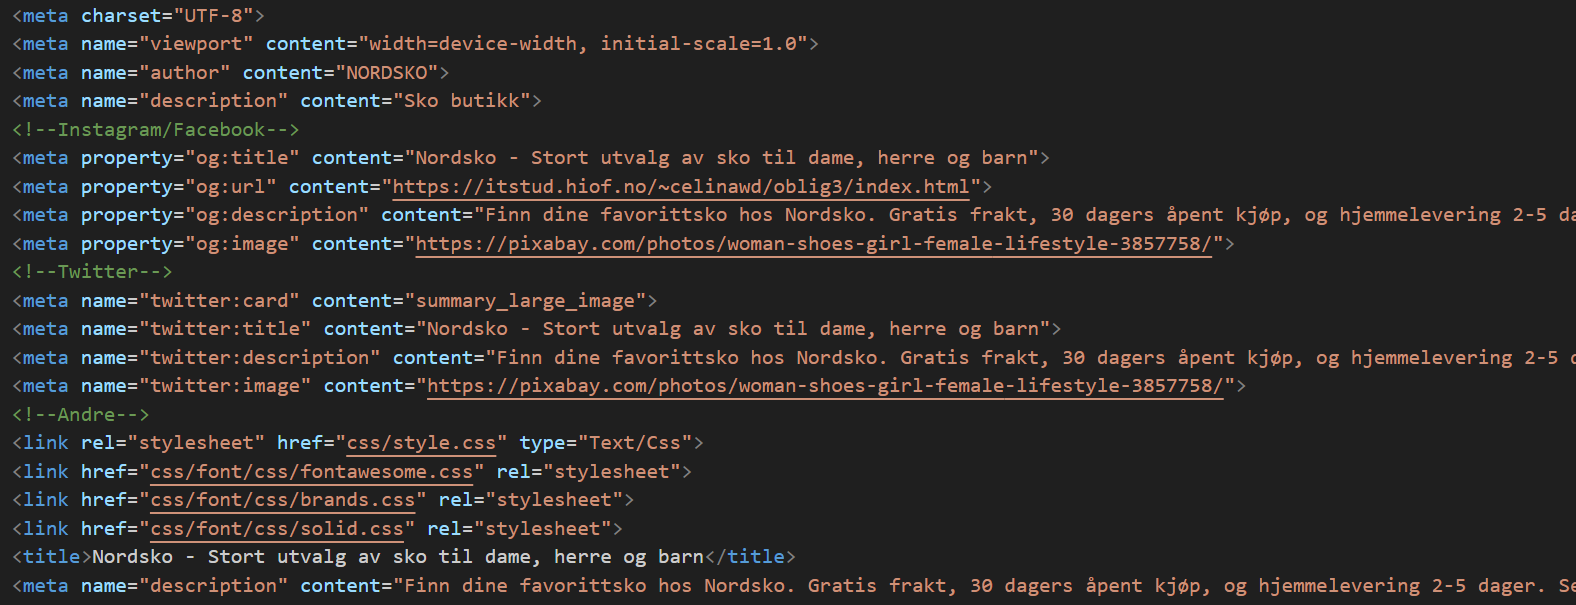 <meta charset="UTF-8">
<meta name="viewport" content="width=device-width, initial-scale=1.0">
<meta name="author" content="NORDSKO">
<meta name="description" content="Sko butikk">
<!--Instagram/Facebook-->
<meta property="og:title" content="Nordsko - Stort utvalg av sko til dame, herre og barn">
<meta property="og:url" content="https://itstud.hiof.no/~celinawd/oblig3/index.html">
<meta property="og:description" content="Finn dine favorittsko hos Nordsko. Gratis frakt, 30 dagers åpent kjøp, og hjemmelevering 2-5 da
<meta property="og:image" content="https://pixabay.com/photos/woman-shoes-girl-female-lifestyle-3857758/">
<!--Twitter-->
<meta name="twitter:card" content="summary_large_image">
<meta name="twitter:title" content="Nordsko - Stort utvalg av sko til dame, herre og barn">
<meta name="twitter:description" content="Finn dine favorittsko hos Nordsko. Gratis frakt, 30 dagers åpent kjøp, og hjemmelevering 2-5 d
<meta name="twitter:image" content="https://pixabay.com/photos/woman-shoes-girl-female-lifestyle-3857758/">
<!--Andre-->
<link rel="stylesheet" href="css/style.css" type="Text/Css">
<link href="css/font/css/fontawesome.css" rel="stylesheet">
<link href="css/font/css/brands.css" rel="stylesheet">
<link href="css/font/css/solid.css" rel="stylesheet">
<title>Nordsko - Stort utvalg av sko til dame, herre og barn</title>
<meta name="description" content="Finn dine favorittsko hos Nordsko. Gratis frakt, 30 dagers åpent kjøp, og hjemmelevering 2-5 dager. Se